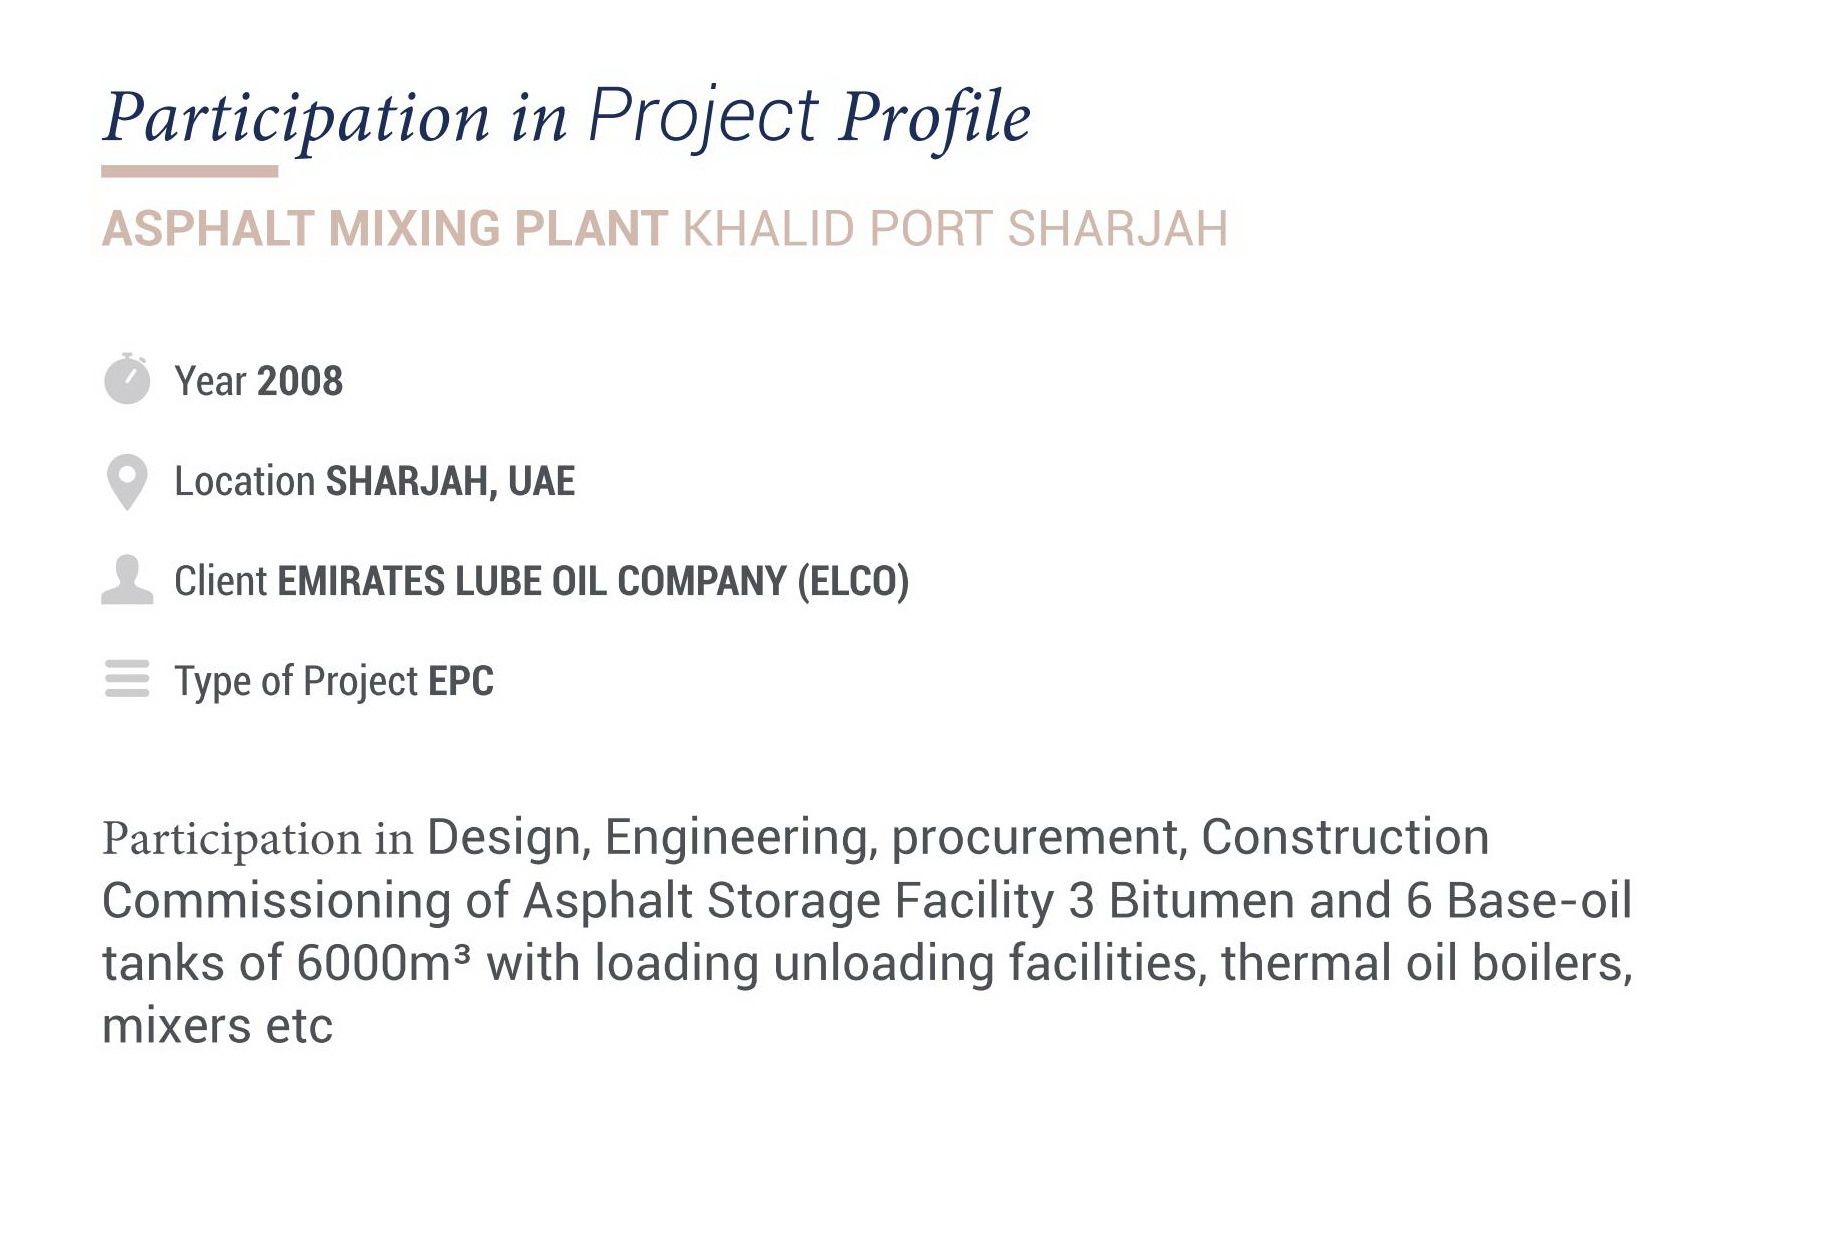 Participation in Project Profile
ASPHALT MIXING PLANT KHALID PORT SHARJAH
Year 2008
Location SHARJAH, UAE
Client EMIRATES LUBE OIL COMPANY (ELCO)
Type of Project EPC
Participation in Design, Engineering, procurement, Construction
Commissioning of Asphalt Storage Facility 3 Bitumen and 6 Base-oil
tanks of 6000m³ with loading unloading facilities, thermal oil boilers,
mixers etc